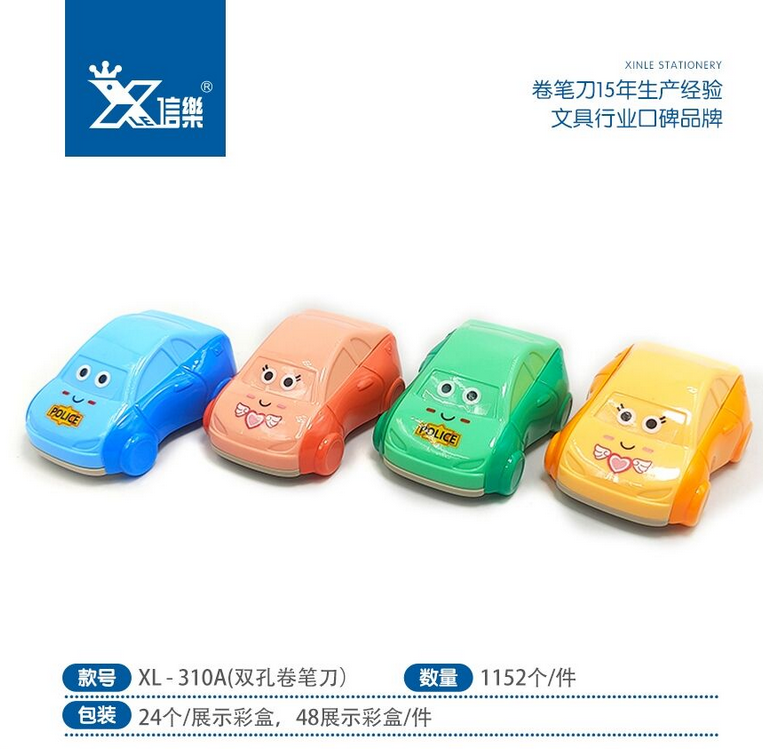 XLE信樂®
XINLE STATIONERY
卷笔刀15年生产经验
文具行业口碑品牌
POLICE
POLICE
款号 XL - 310A(双孔卷笔刀）
数量 1152个/件
包装 24个/展示彩盒，48展示彩盒/件